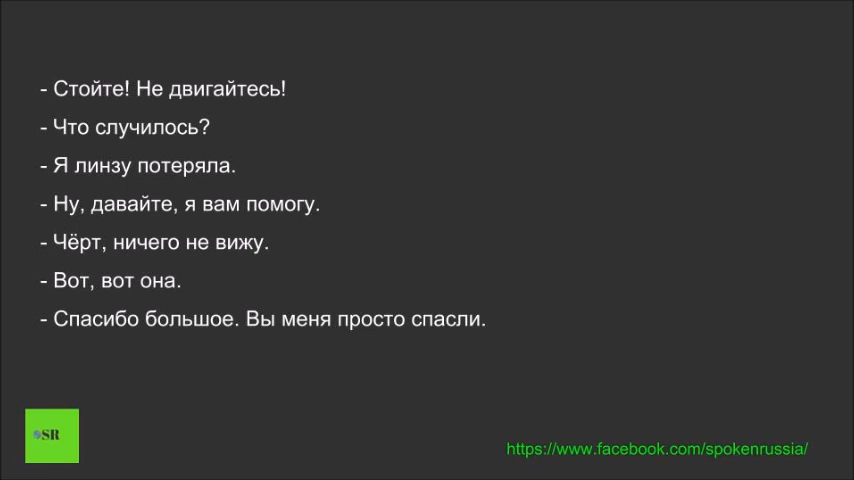 - Стойте! Не двигайтесь!
- Что случилось?
- Я линзу потеряла.
- Ну, давайте, я вам помогу.
- Чёрт, ничего не вижу.
- Вот, вот она.
- Спасибо большое. Вы меня просто спасли.
SR
https://www.facebook.com/spokenrussia/